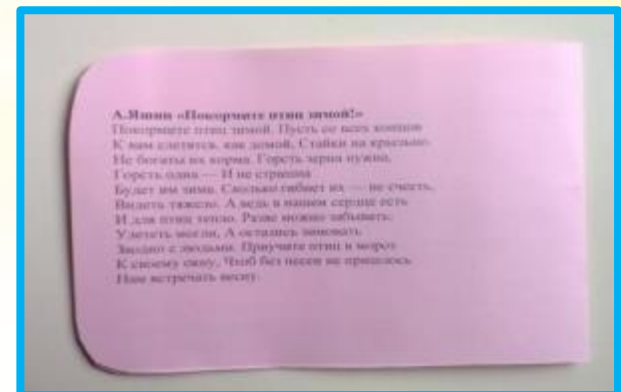 А.Яшин «Покормите птиц зимой!»
Покормите птиц зимой. Пусть со всех концов
К вам слетятся, как домой, Стайки на крыльцо.
Не богаты их корма. Горсть зерна нужна,
Горсть одна — И не страшна
Будет им зима. Сколько гибнет их — не счесть,
Видеть тяжело. А ведь в нашем сердце есть
И для птиц тепло. Разве можно забывать:
Улететь могли, А остались зимовать
Заодно с людьми. Приучите птиц в мороз
К своему окну, Чтоб без песен не пришлось
Нам встречать весну.